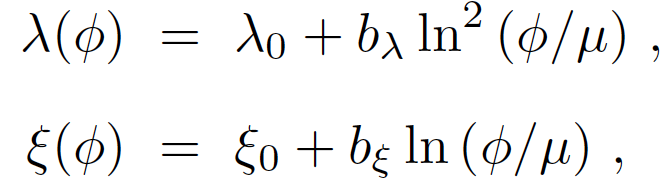 λ(ϕ) = λ₀ + b_λ ln² (ϕ/μ) ,
ξ(ϕ) = ξ₀ + b_ξ ln (ϕ/μ) ,